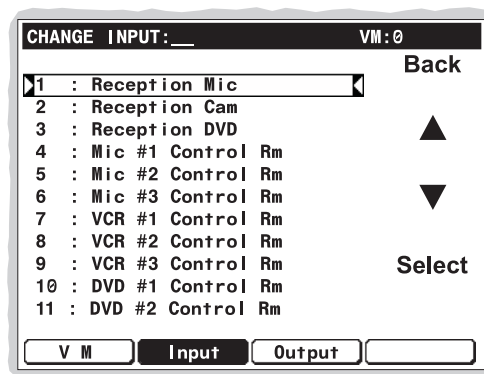 CHANGE INPUT:__ VM:0
Back
1 : Reception Mic
2 : Reception Cam
3 : Reception DVD
4 : Mic #1 Control Rm
5 : Mic #2 Control Rm
6 : Mic #3 Control Rm
7 : VCR #1 Control Rm
8 : VCR #2 Control Rm
9 : VCR #3 Control Rm
Select
10 : DVD #1 Control Rm
11 : DVD #2 Control Rm
VM Input Output